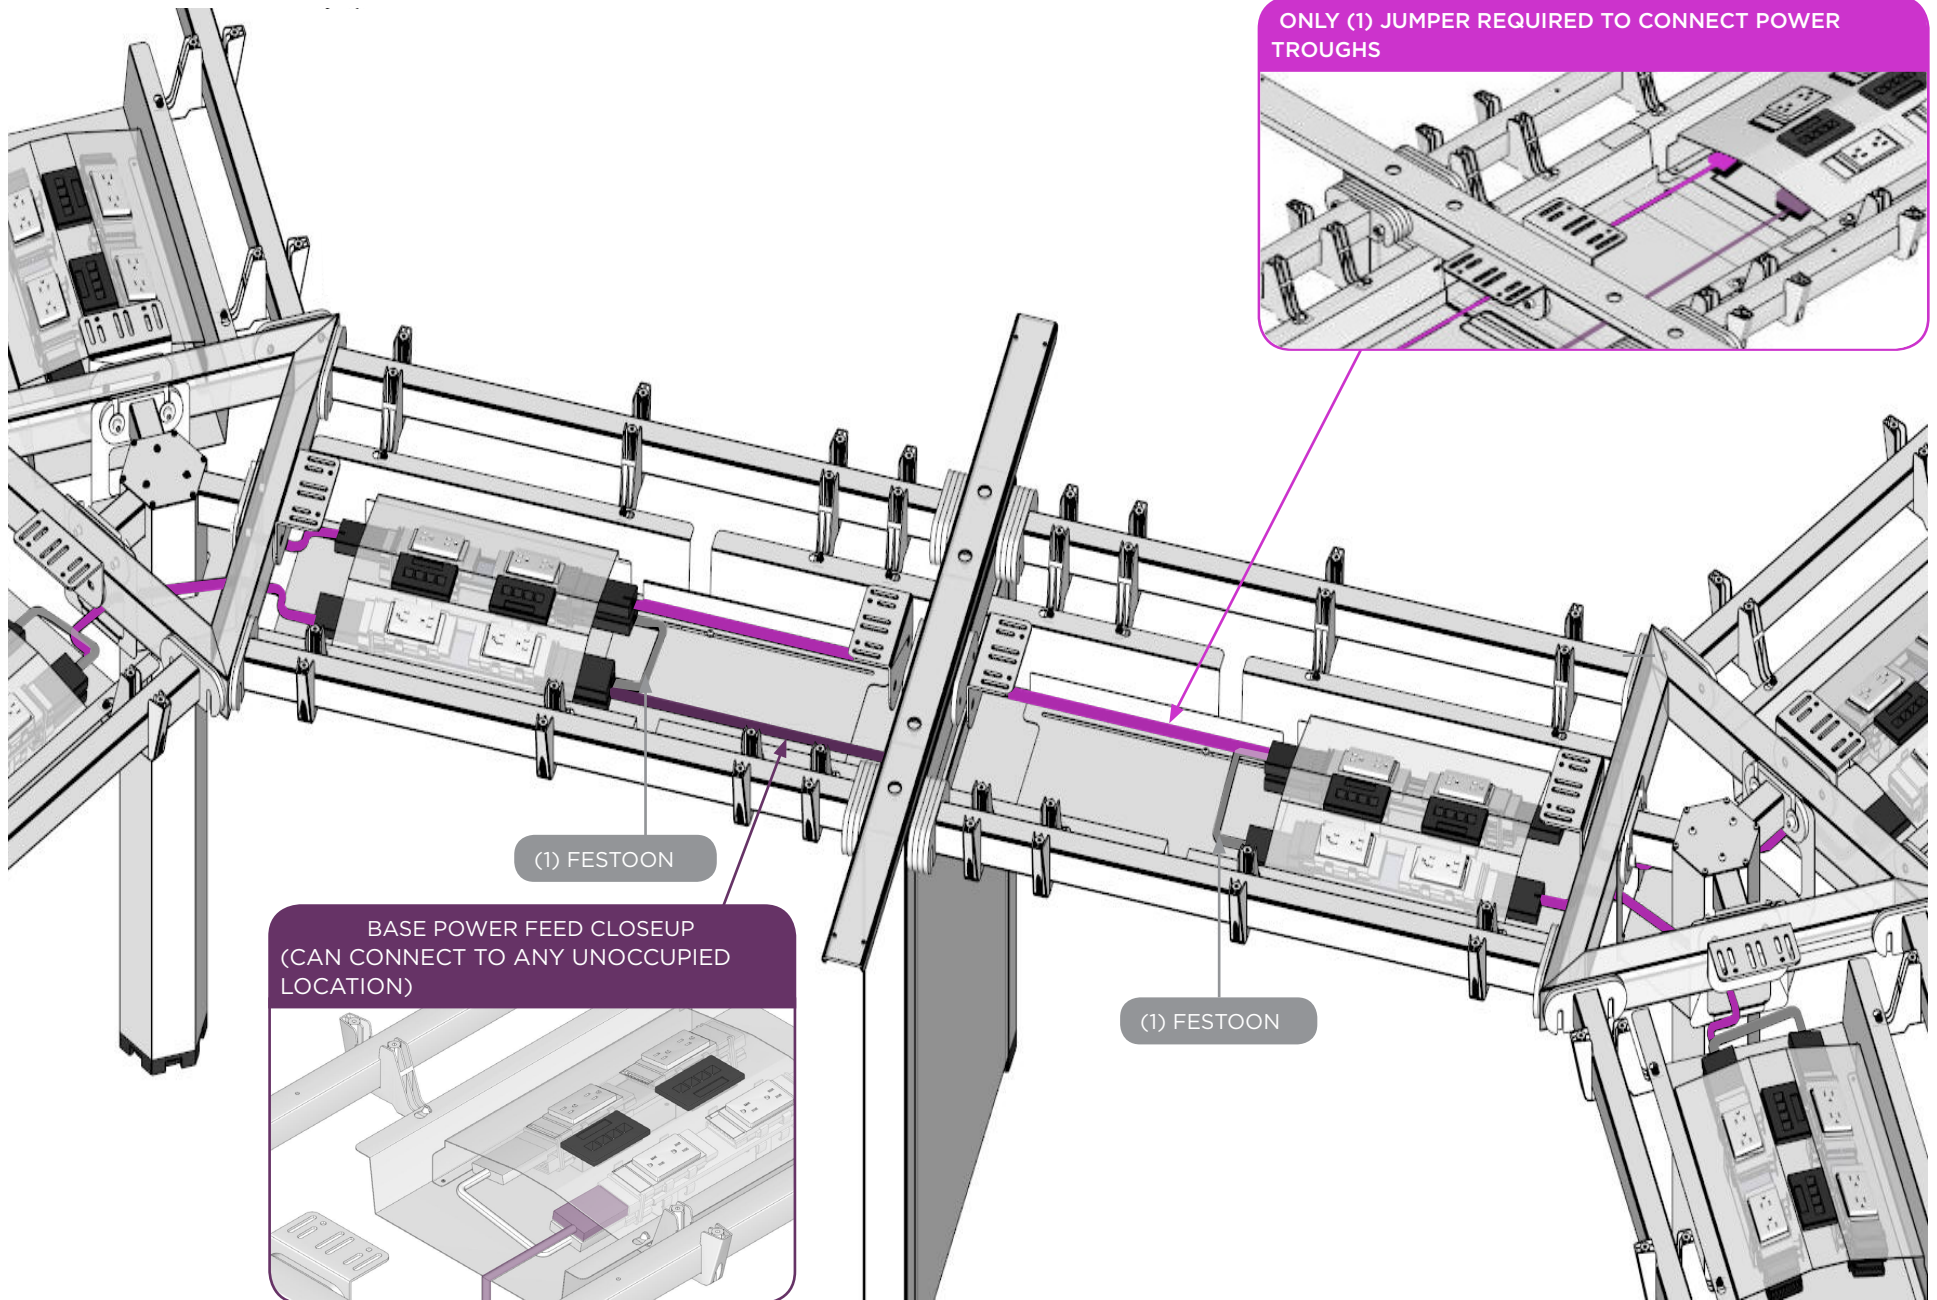 ONLY (1) JUMPER REQUIRED TO CONNECT POWER
TROUGHS
(1) FESTOON
BASE POWER FEED CLOSEUP
(CAN CONNECT TO ANY UNOCCUPIED
LOCATION)
(1) FESTOON